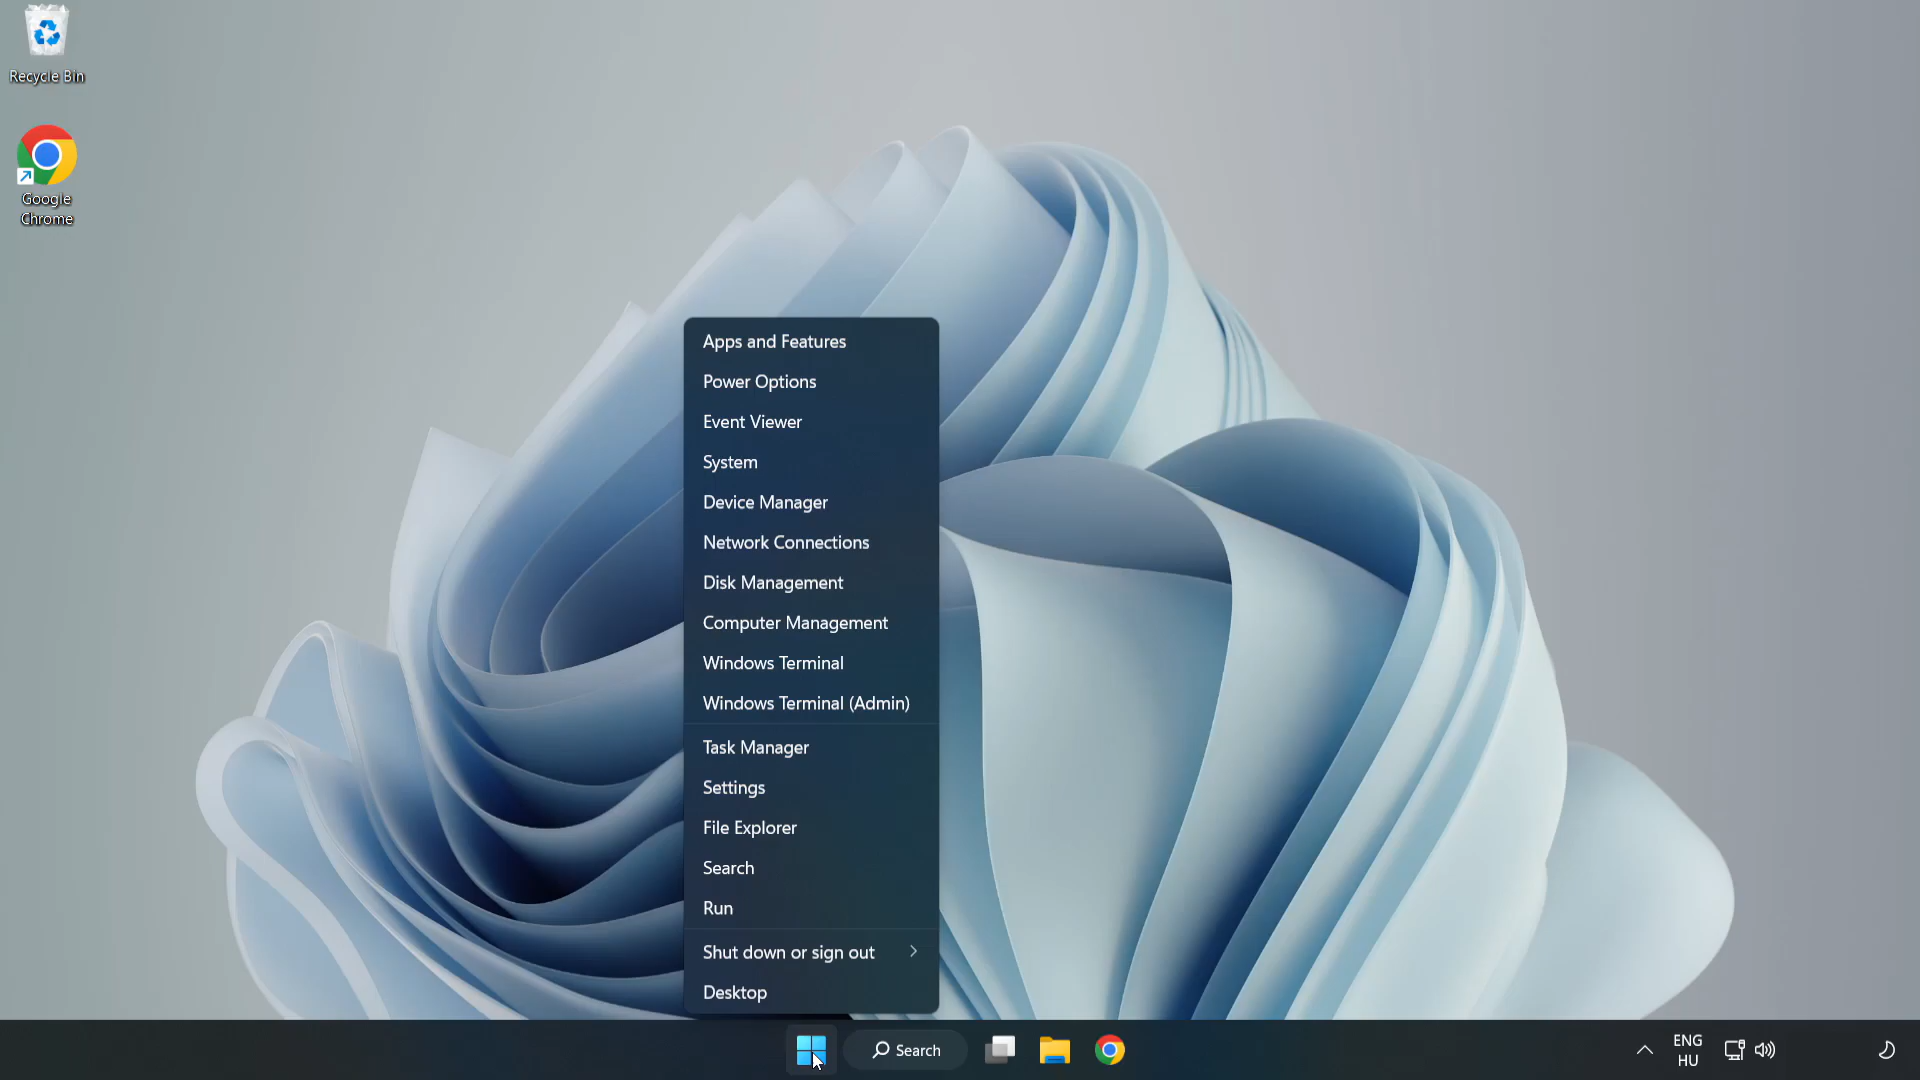 Recycle Bin
Google
Chrome
Apps and Features
Power Options
Event Viewer
System
Device Manager
Network Connections
Disk Management
Computer Management
Windows Terminal
Windows Terminal (Admin)
Task Manager
Settings
File Explorer
Search
Run
Shut down or sign out
Desktop
Search
ENG
HU